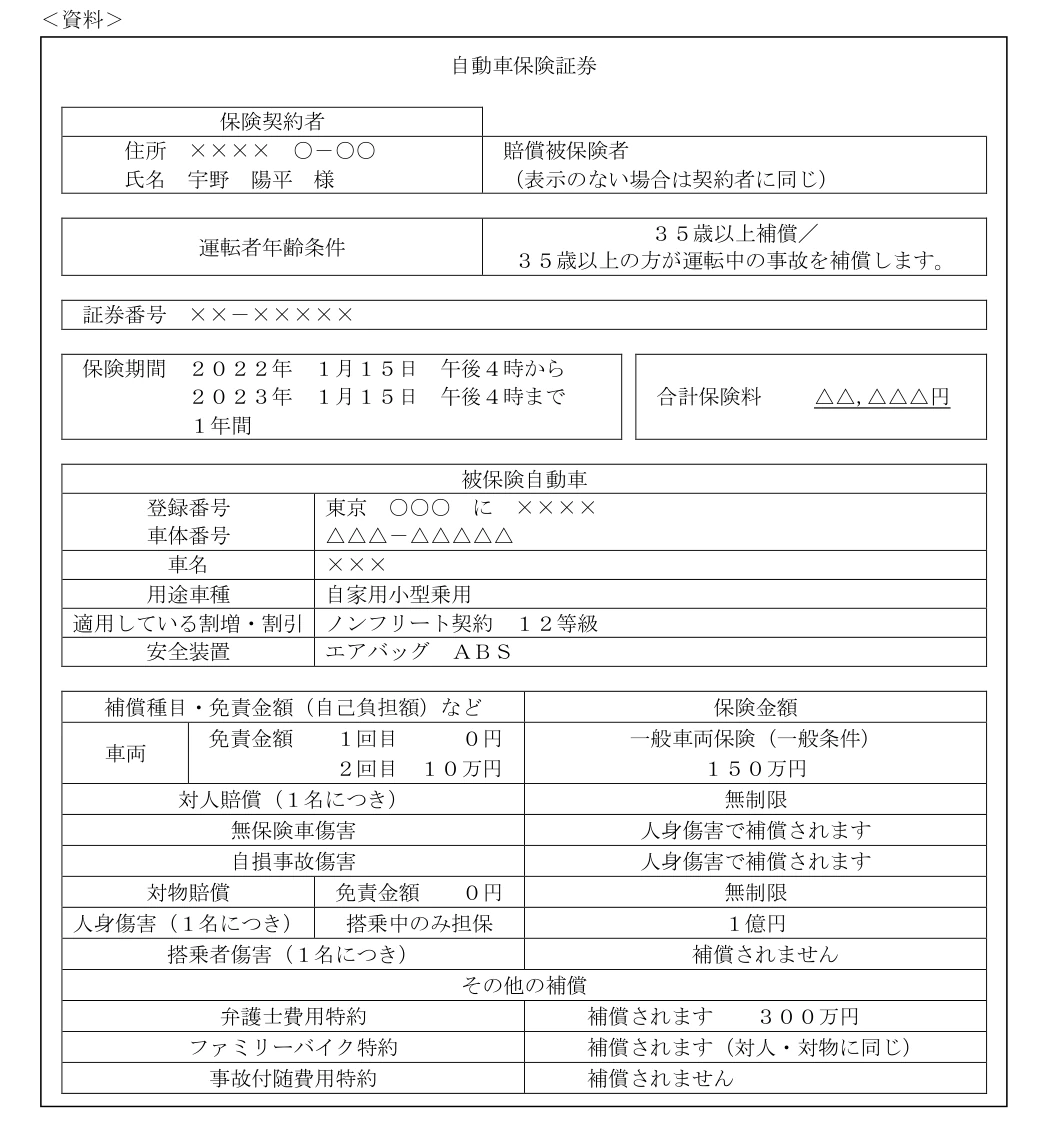 ＜資料＞
自動車保険証券
保険契約者
住所　××××　○－○○
氏名　宇野　陽平　様
賠償被保険者
（表示のない場合は契約者に同じ）
運転者年齢条件
３５歳以上補償／
３５歳以上の方が運転中の事故を補償します。
証券番号　××－×××××
保険期間　２０２２年　１月１５日　午後４時から
２０２３年　１月１５日　午後４時まで
１年間
合計保険料　△△,△△△円
被保険自動車
登録番号　東京　○○○　に　××××
車体番号　△△△－△△△△△
車名　×××
用途車種　自家用小型乗用
適用している割増・割引　ノンフリート契約　１２等級
安全装置　エアバッグ　ＡＢＳ
補償種目・免責金額（自己負担額）など　保険金額
車両　免責金額　１回目　０円　一般車両保険（一般条件）
２回目　１０万円　１５０万円
対人賠償（１名につき）　無制限
無保険車傷害　人身傷害で補償されます
自損事故傷害　人身傷害で補償されます
対物賠償　免責金額　０円　無制限
人身傷害（１名につき）　搭乗中のみ担保　１億円
搭乗者傷害（１名につき）　補償されません
その他の補償
弁護士費用特約　補償されます　３００万円
ファミリーバイク特約　補償されます（対人・対物に同じ）
事故付随費用特約　補償されません